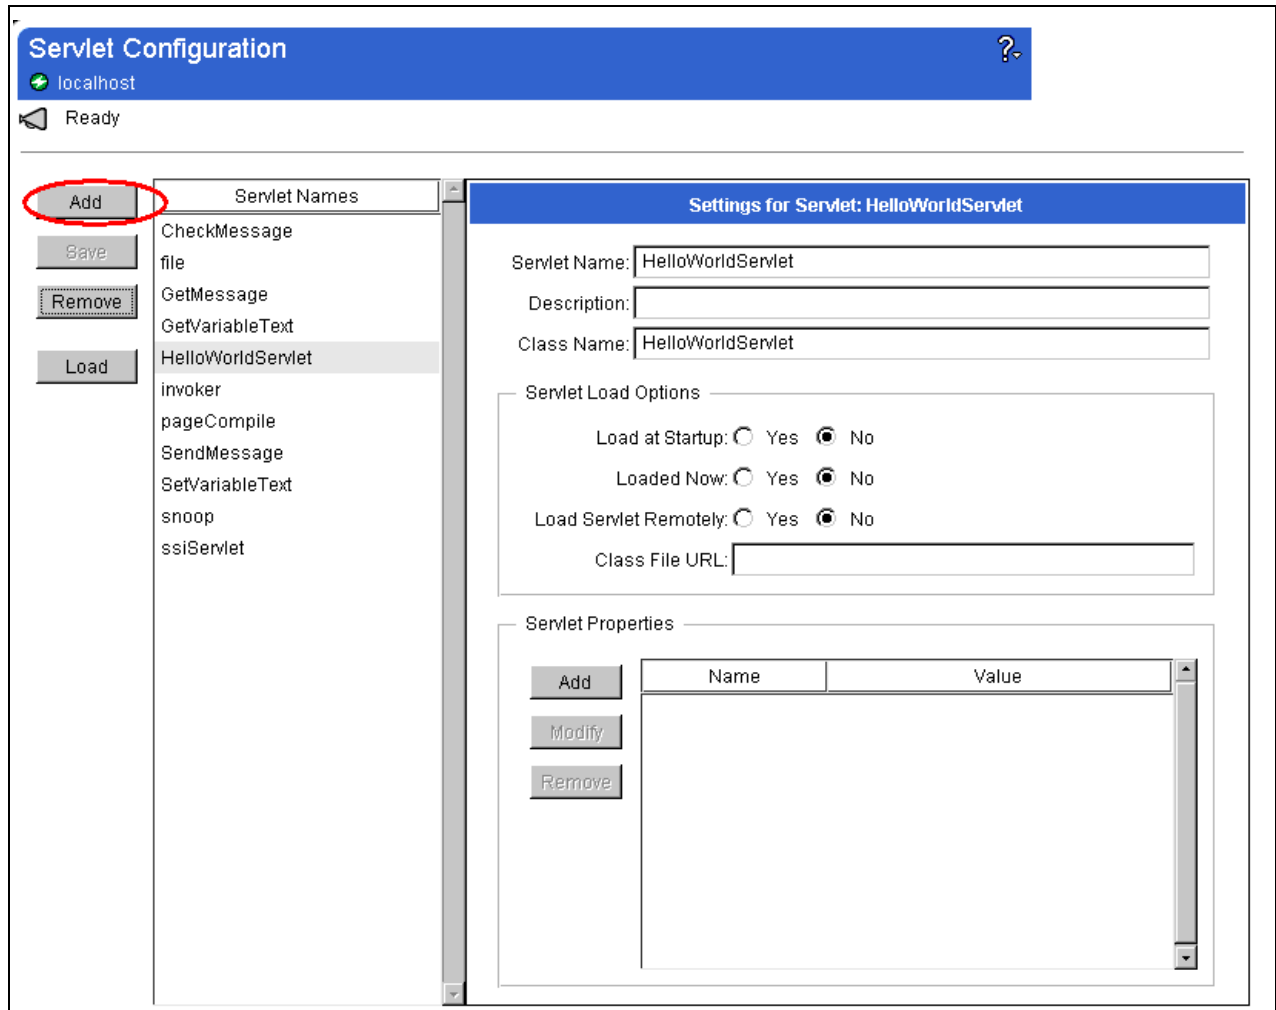 Servlet Configuration
localhost
Ready
Add
Save
Remove
Load
Servlet Names
CheckMessage
file
GetMessage
GetVariableText
HelloWorldServlet
invoker
pageCompile
SendMessage
SetVariableText
snoop
ssiServlet
Settings for Servlet: HelloWorldServlet
Servlet Name: HelloWorldServlet
Description:
Class Name: HelloWorldServlet
Servlet Load Options
Load at Startup: Yes No
Loaded Now: Yes No
Load Servlet Remotely: Yes No
Class File URL:
Servlet Properties
Add
Modify
Remove
Name Value